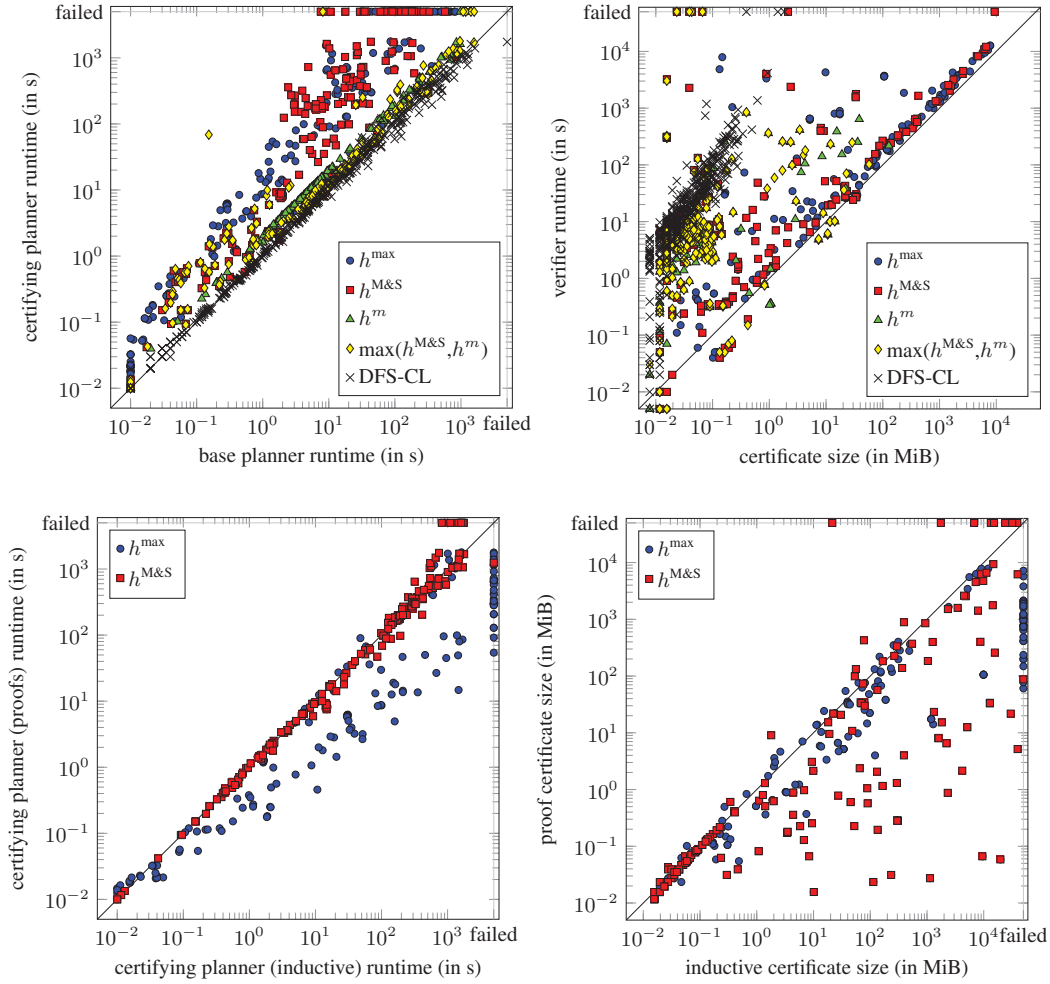 failed
10^3
10^2
10^1
10^0
10^−1
10^−2
certifying planner runtime (in s)
h^max
h^M&S
h^m
max(h^M&S,h^m)
DFS-CL
10^−2 10^−1 10^0 10^1 10^2 10^3 failed
base planner runtime (in s)
failed
10^4
10^3
10^2
10^1
10^0
10^−1
10^−2
verifier runtime (in s)
h^max
h^M&S
h^m
max(h^M&S,h^m)
DFS-CL
10^−2 10^−1 10^0 10^1 10^2 10^3 10^4
certificate size (in MiB)
failed
10^3
10^2
10^1
10^0
10^−1
10^−2
certifying planner (proofs) runtime (in s)
h^max
h^M&S
10^−2 10^−1 10^0 10^1 10^2 10^3 failed
certifying planner (inductive) runtime (in s)
failed
10^4
10^3
10^2
10^1
10^0
10^−1
10^−2
proof certificate size (in MiB)
h^max
h^M&S
10^−2 10^−1 10^0 10^1 10^2 10^3 10^4 failed
inductive certificate size (in MiB)